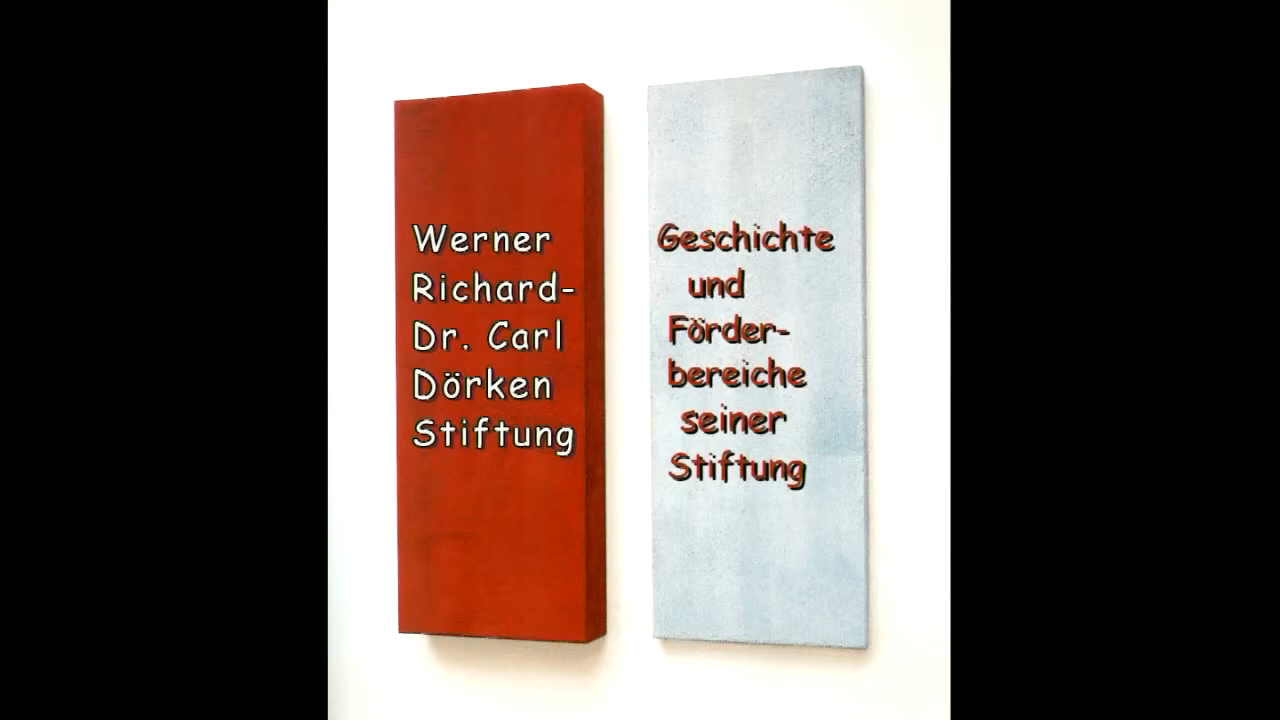 Werner
Richard-
Dr. Carl
Dörken
Stiftung
Geschichte
und
Förder-
bereiche
seiner
Stiftung